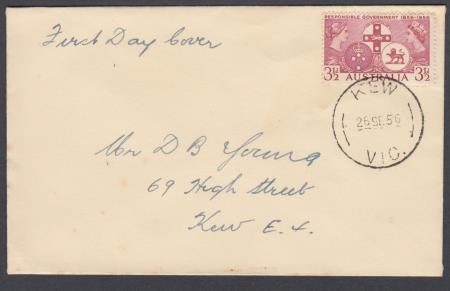 First Day Cover
RESPONSIBLE GOVERNMENT 1856-1956
3½ AUSTRALIA 3½
KEW
26 SE 56
VIC.
Mr D B Young
69 High Street
Kew E. 4.